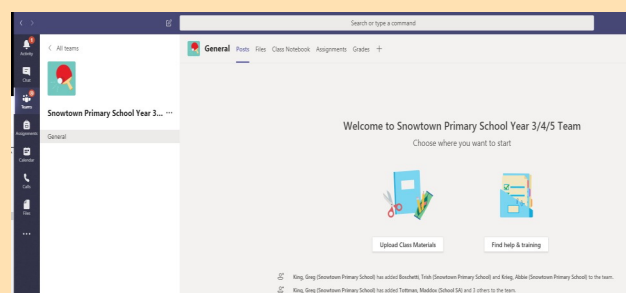 Search or type a command
Activity
Chat
Teams
Assignments
Calendar
Calls
Files
All teams
Snowtown Primary School Year 3... ...
General
General Posts Files Class Notebook Assignments Grades +
Welcome to Snowtown Primary School Year 3/4/5 Team
Choose where you want to start
Upload Class Materials
Find help & training
King, Greg (Snowtown Primary School) has added Boschetti, Trish (Snowtown Primary School) and Krieg, Abbie (Snowtown Primary School) to the team.
King, Greg (Snowtown Primary School) has added Tottman, Maddox (School SA) and 3 others to the team.